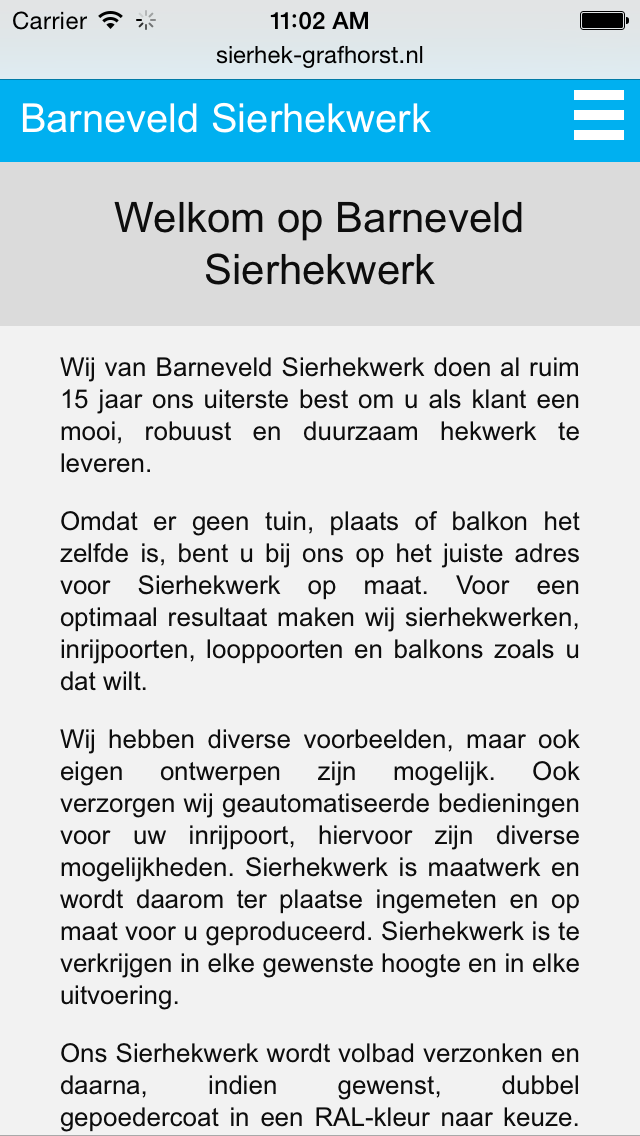 Carrier 11:02 AM
sierhek-grafhorst.nl
Barneveld Sierhekwerk
Welkom op Barneveld
Sierhekwerk
Wij van Barneveld Sierhekwerk doen al ruim
15 jaar ons uiterste best om u als klant een
mooi, robuust en duurzaam hekwerk te
leveren.
Omdat er geen tuin, plaats of balkon het
zelfde is, bent u bij ons op het juiste adres
voor Sierhekwerk op maat. Voor een
optimaal resultaat maken wij sierhekwerken,
inrijpoorten, looppoorten en balkons zoals u
dat wilt.
Wij hebben diverse voorbeelden, maar ook
eigen ontwerpen zijn mogelijk. Ook
verzorgen wij geautomatiseerde bedieningen
voor uw inrijpoort, hiervoor zijn diverse
mogelijkheden. Sierhekwerk is maatwerk en
wordt daarom ter plaatse ingemeten en op
maat voor u geproduceerd. Sierhekwerk is te
verkrijgen in elke gewenste hoogte en in elke
uitvoering.
Ons Sierhekwerk wordt volbad verzonken en
daarna, indien gewenst, dubbel
gepoedercoat in een RAL-kleur naar keuze.